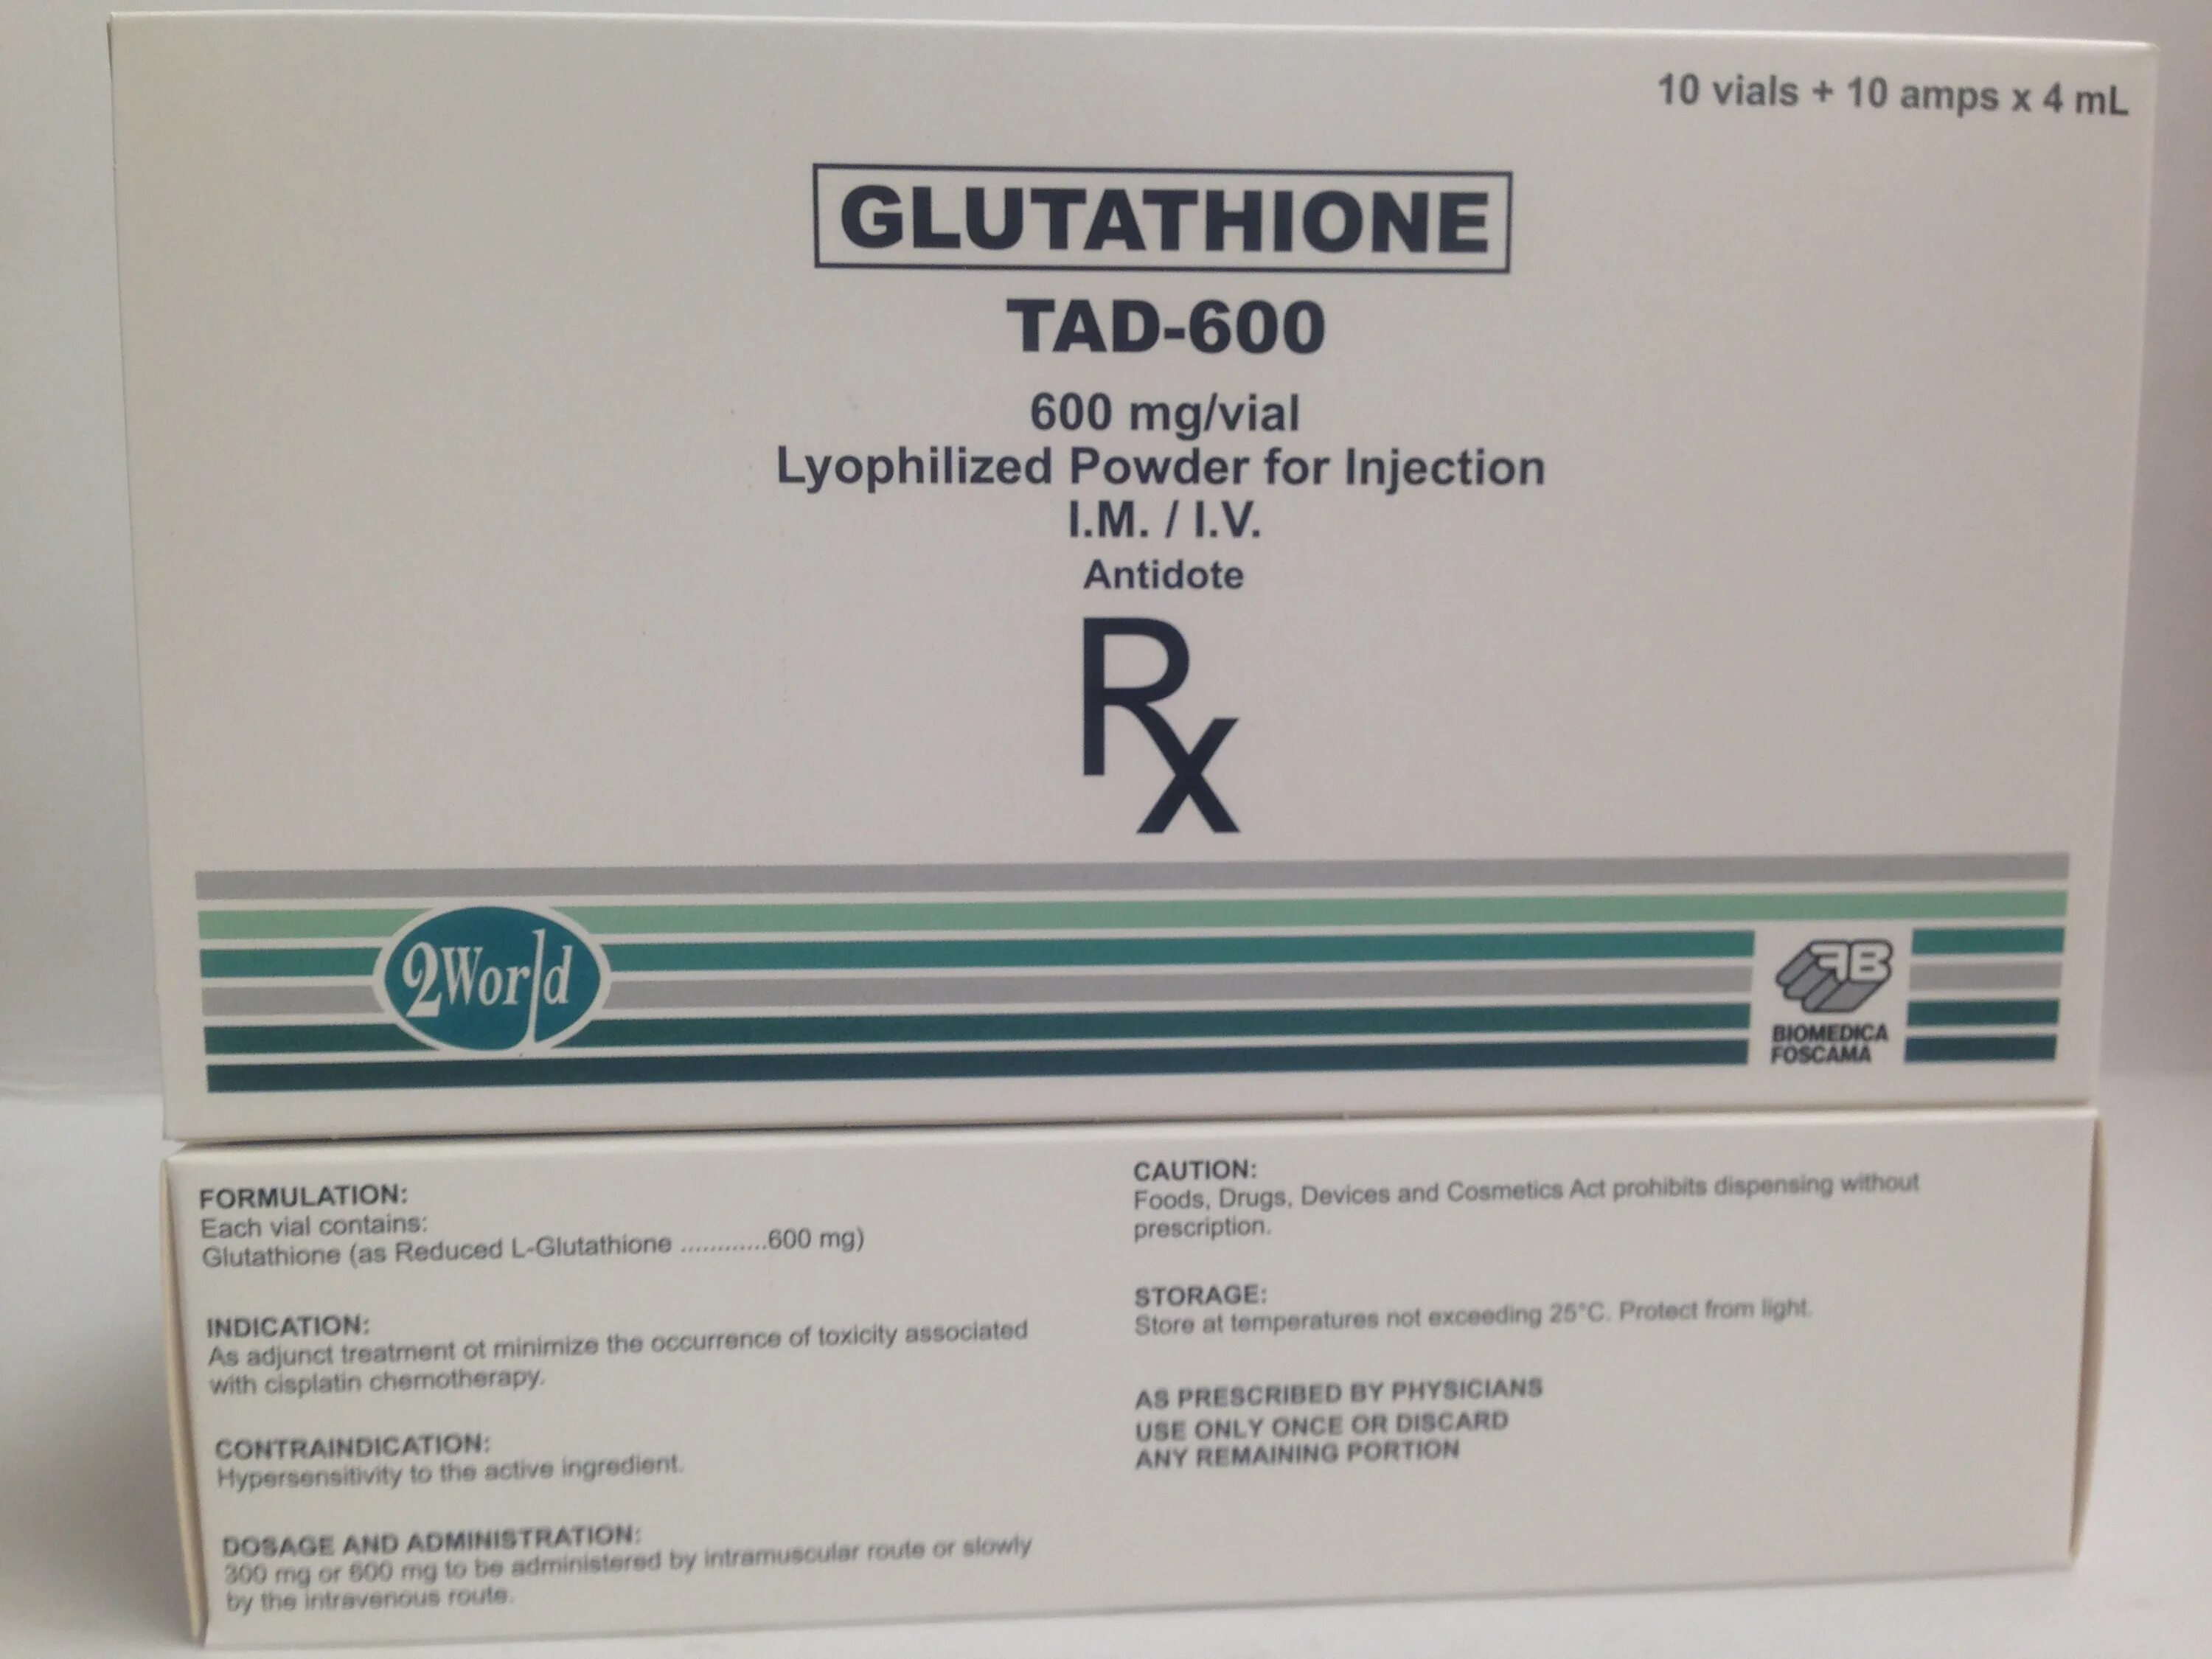 10 vials + 10 amps x 4 mL
GLUTATHIONE
TAD-600
600 mg/vial
Lyophilized Powder for Injection
I.M. / I.V.
Antidote
Rx
2World
FB
BIOMEDICA
FOSCAMA
FORMULATION:
Each vial contains:
Glutathione (as Reduced L-Glutathione ............600 mg)
INDICATION:
As adjunct treatment ot minimize the occurrence of toxicity associated
with cisplatin chemotherapy.
CONTRAINDICATION:
Hypersensitivity to the active ingredient.
DOSAGE AND ADMINISTRATION:
300 mg or 600 mg to be administered by intramuscular route or slowly
by the intravenous route.
CAUTION:
Foods, Drugs, Devices and Cosmetics Act prohibits dispensing without
prescription.
STORAGE:
Store at temperatures not exceeding 25°C. Protect from light.
AS PRESCRIBED BY PHYSICIANS
USE ONLY ONCE OR DISCARD
ANY REMAINING PORTION